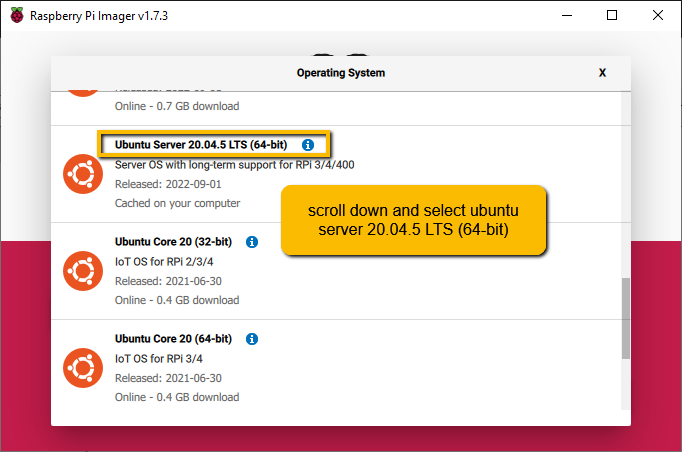 Raspberry Pi Imager v1.7.3
Operating System
X
Online - 0.7 GB download
Ubuntu Server 20.04.5 LTS (64-bit)
Server OS with long-term support for RPi 3/4/400
Released: 2022-09-01
Cached on your computer
scroll down and select ubuntu
server 20.04.5 LTS (64-bit)
Ubuntu Core 20 (32-bit)
IoT OS for RPi 2/3/4
Released: 2021-06-30
Online - 0.4 GB download
Ubuntu Core 20 (64-bit)
IoT OS for RPi 3/4
Released: 2021-06-30
Online - 0.4 GB download